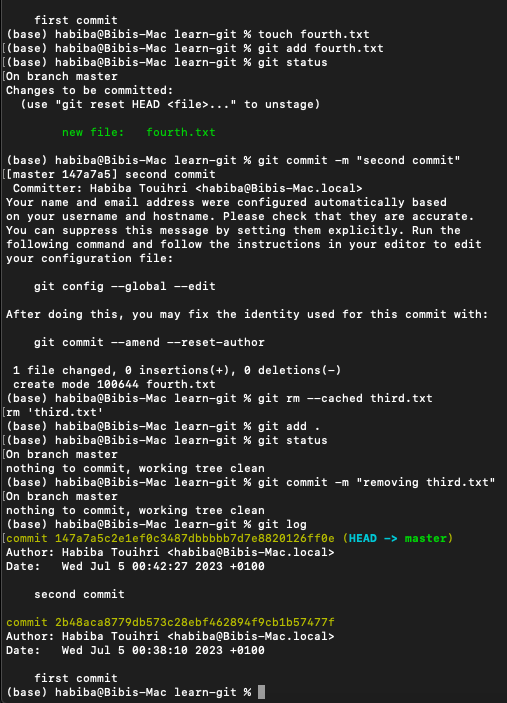 first commit
(base) habiba@Bibis-Mac learn-git % touch fourth.txt
[(base) habiba@Bibis-Mac learn-git % git add fourth.txt
[(base) habiba@Bibis-Mac learn-git % git status
On branch master
Changes to be committed:
(use "git reset HEAD <file>..." to unstage)
new file: fourth.txt
(base) habiba@Bibis-Mac learn-git % git commit -m "second commit"
[[master 147a7a5] second commit
Committer: Habiba Touihri <habiba@Bibis-Mac.local>
Your name and email address were configured automatically based
on your username and hostname. Please check that they are accurate.
You can suppress this message by setting them explicitly. Run the
following command and follow the instructions in your editor to edit
your configuration file:
git config --global --edit
After doing this, you may fix the identity used for this commit with:
git commit --amend --reset-author
1 file changed, 0 insertions(+), 0 deletions(-)
create mode 100644 fourth.txt
(base) habiba@Bibis-Mac learn-git % git rm --cached third.txt
[rm 'third.txt'
(base) habiba@Bibis-Mac learn-git % git add .
[(base) habiba@Bibis-Mac learn-git % git status
[On branch master
nothing to commit, working tree clean
(base) habiba@Bibis-Mac learn-git % git commit -m "removing third.txt"
[On branch master
nothing to commit, working tree clean
(base) habiba@Bibis-Mac learn-git % git log
[commit 147a7a5c2e1ef0c3487dbbbbb7d7e8820126ff0e (HEAD -> master)
Author: Habiba Touihri <habiba@Bibis-Mac.local>
Date: Wed Jul 5 00:42:27 2023 +0100
second commit
commit 2b48aca8779db573c28ebf462894f9cb1b57477f
Author: Habiba Touihri <habiba@Bibis-Mac.local>
Date: Wed Jul 5 00:38:10 2023 +0100
first commit
(base) habiba@Bibis-Mac learn-git %